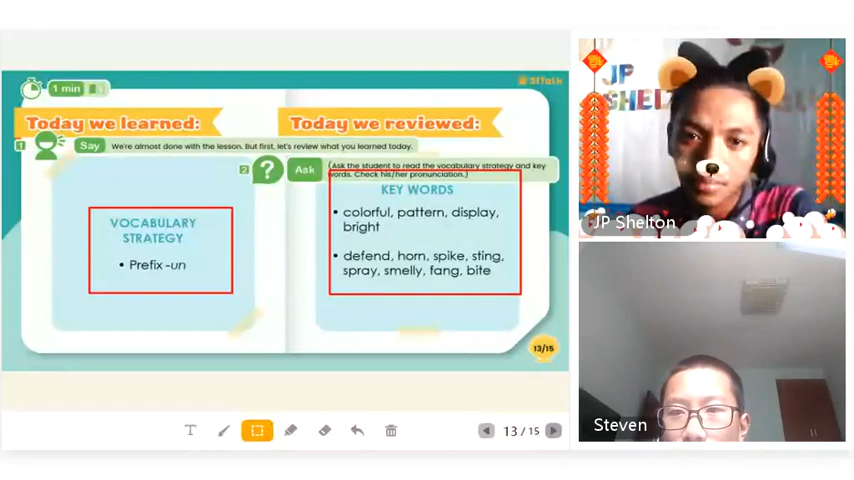 1 min
51Talk
Today we learned:
Today we reviewed:
1
Say
We're almost done with the lesson. But first, let's review what you learned today.
2
?
Ask
(Ask the student to read the vocabulary strategy and key
words. Check his/her pronunciation.)
KEY WORDS
• colorful, pattern, display,
bright
• defend, horn, spike, sting,
spray, smelly, fang, bite
VOCABULARY
STRATEGY
• Prefix -un
13/15
T
13 / 15
JP
SHELT
JP Shelton
Steven